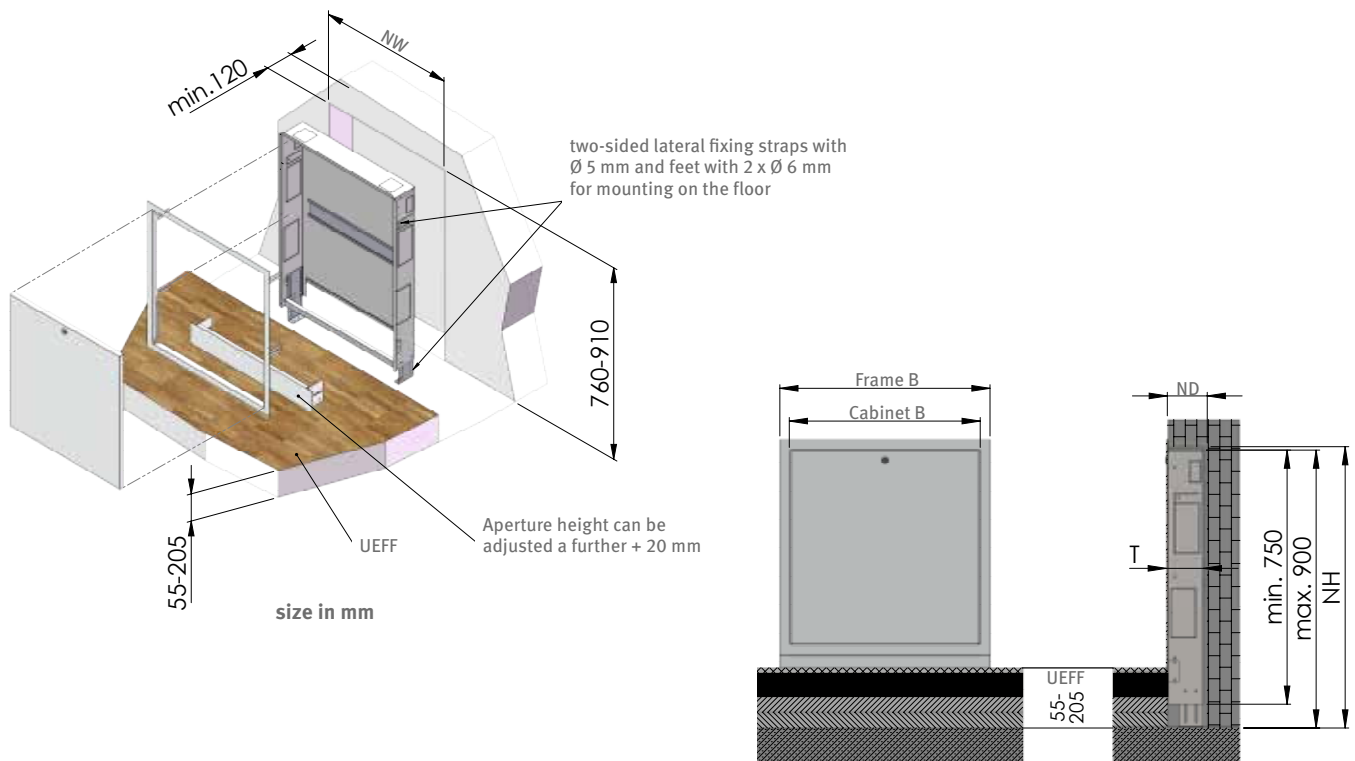 NW
min.120
two-sided lateral fixing straps with
Ø 5 mm and feet with 2 x Ø 6 mm
for mounting on the floor
760-910
Aperture height can be
adjusted a further + 20 mm
UEFF
55-205
size in mm
Frame B
Cabinet B
ND
T
min. 750
max. 900
NH
UEFF
55-
205